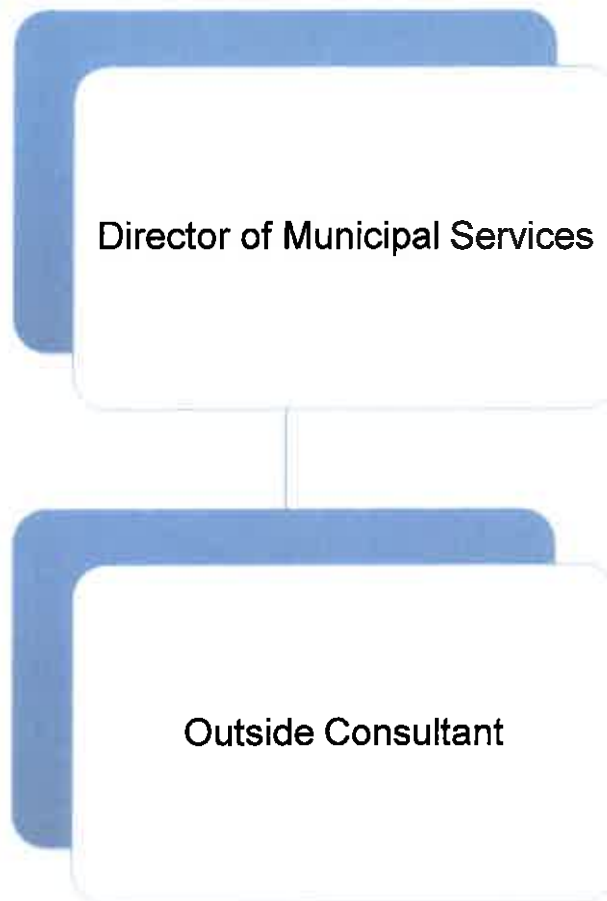 Director of Municipal Services
Outside Consultant